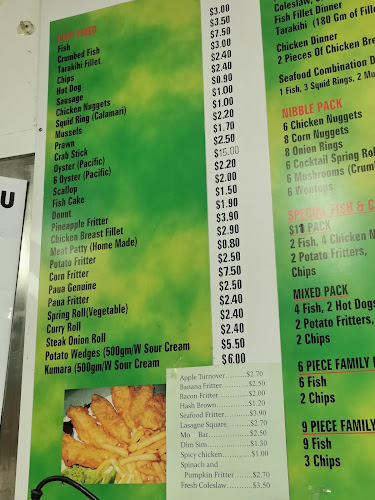 DEEP FRIED
Fish $3.00
Crumbed Fish $3.50
Tarakihi Fillet $7.50
Chips $3.00
Hot Dog $2.40
Sausage $2.40
Chicken Nuggets $0.90
Squid Ring (Calamari) $1.00
Mussels $1.00
Prawn $2.20
Crab Stick $1.70
Oyster (Pacific) $2.50
6 Oyster (Pacific) $15.00
Scallop $2.20
Fish Cake $2.00
Donut $1.50
Pineapple Fritter $1.90
Chicken Breast Fillet $3.90
Meat Patty (Home Made) $2.90
Potato Fritter $0.80
Corn Fritter $2.50
Paua Genuine $7.50
Paua Fritter $2.50
Spring Roll(Vegetable) $2.40
Curry Roll $2.40
Steak Onion Roll $2.40
Potato Wedges (500gm/W Sour Cream $5.50
Kumara (500gm/W Sour Cream $6.00
Apple Turnover.........$2.70
Banana Fritter..........$2.50
Bacon Fritter............$2.00
Hash Brown.............$1.20
Seafood Fritter.........$3.90
Lasagne Square........$2.70
Mo Bar................$2.50
Dim Sim...................$1.30
Spicy chicken...........$1.00
Spinach and
Pumpkin Fritter.......$2.70
Fresh Coleslaw.........$3.50
U
Coleslaw,
Fish Fillet Dinner
Tarakihi (180 Gm of
Chicken Dinner
2 Pieces Of Chicken
Seafood Combination
1 Fish, 3 Squid Rings, 2
NIBBLE PACK
6 Chicken Nuggets
8 Corn Nuggets
8 Onion Rings
6 Cocktail Spring
6 Mushrooms
6 Wontons
SPECIAL FISH &
$11 PACK
2 Fish, 4 Chicken
2 Potato Fritters,
Chips
MIXED PACK
4 Fish, 2 Hot
2 Potato Fritters,
2 Chips
6 PIECE FAMILY
6 Fish
2 Chips
9 PIECE FAMILY
9 Fish
3 Chips